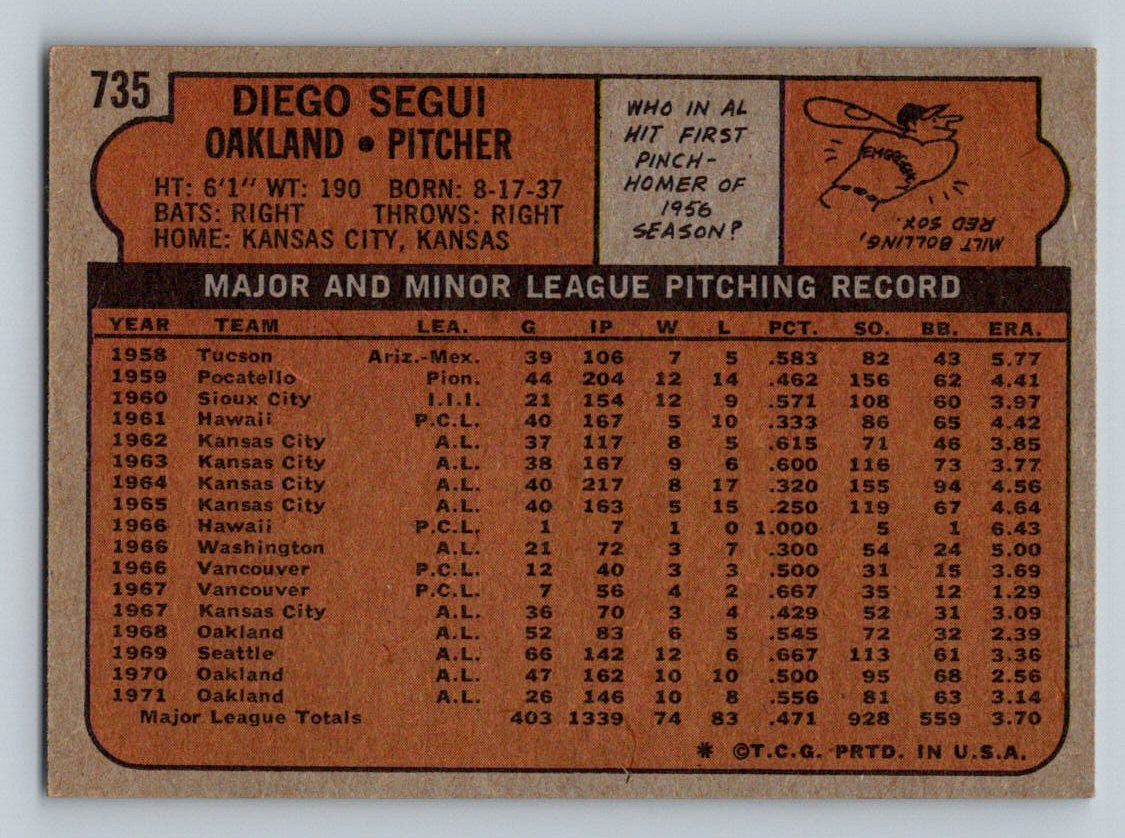 735
DIEGO SEGUI
OAKLAND • PITCHER
HT: 6'1" WT: 190 BORN: 8-17-37
BATS: RIGHT THROWS: RIGHT
HOME: KANSAS CITY, KANSAS
WHO IN AL
HIT FIRST
PINCH-
HOMER OF
1956
SEASON?
EMERGENCY
MILT BOLLING,
RED SOX.
MAJOR AND MINOR LEAGUE PITCHING RECORD
YEAR TEAM LEA. G IP W L PCT. SO. BB. ERA.
1958 Tucson Ariz.-Mex. 39 106 7 5 .583 82 43 5.77
1959 Pocatello Pion. 44 204 12 14 .462 156 62 4.41
1960 Sioux City I.I.I. 21 154 12 9 .571 108 60 3.97
1961 Hawaii P.C.L. 40 167 5 10 .333 86 65 4.42
1962 Kansas City A.L. 37 117 8 5 .615 71 46 3.85
1963 Kansas City A.L. 38 167 9 6 .600 116 73 3.77
1964 Kansas City A.L. 40 217 8 17 .320 155 94 4.56
1965 Kansas City A.L. 40 163 5 15 .250 119 67 4.64
1966 Hawaii P.C.L. 1 7 1 0 1.000 5 1 6.43
1966 Washington A.L. 21 72 3 7 .300 54 24 5.00
1966 Vancouver P.C.L. 12 40 3 3 .500 31 15 3.69
1967 Vancouver P.C.L. 7 56 4 2 .667 35 12 1.29
1967 Kansas City A.L. 36 70 3 4 .429 52 31 3.09
1968 Oakland A.L. 52 83 6 5 .545 72 32 2.39
1969 Seattle A.L. 66 142 12 6 .667 113 61 3.36
1970 Oakland A.L. 47 162 10 10 .500 95 68 2.56
1971 Oakland A.L. 26 146 10 8 .556 81 63 3.14
Major League Totals 403 1339 74 83 .471 928 559 3.70
* ©T.C.G. PRTD. IN U.S.A.